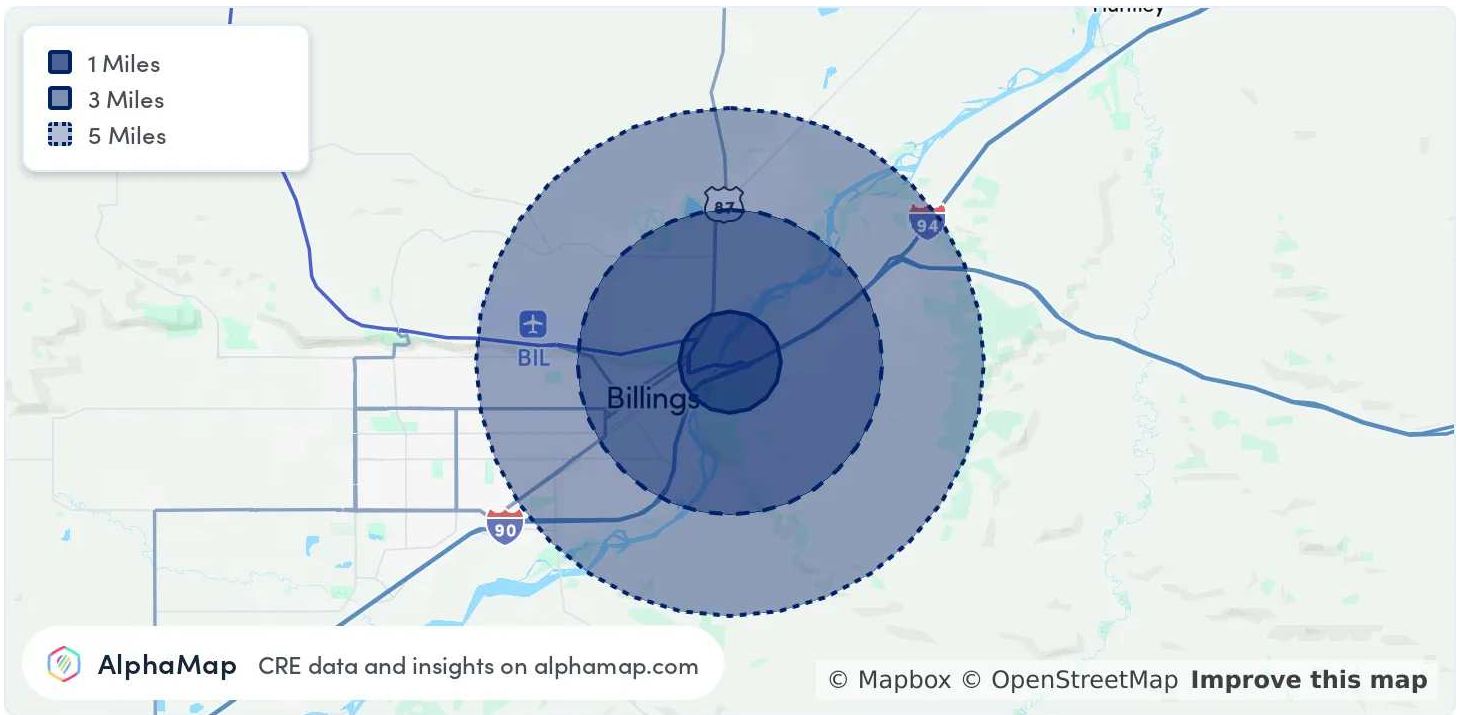 1 Miles
3 Miles
5 Miles
87
94
BIL
Billings
90
AlphaMap CRE data and insights on alphamap.com
© Mapbox © OpenStreetMap Improve this map